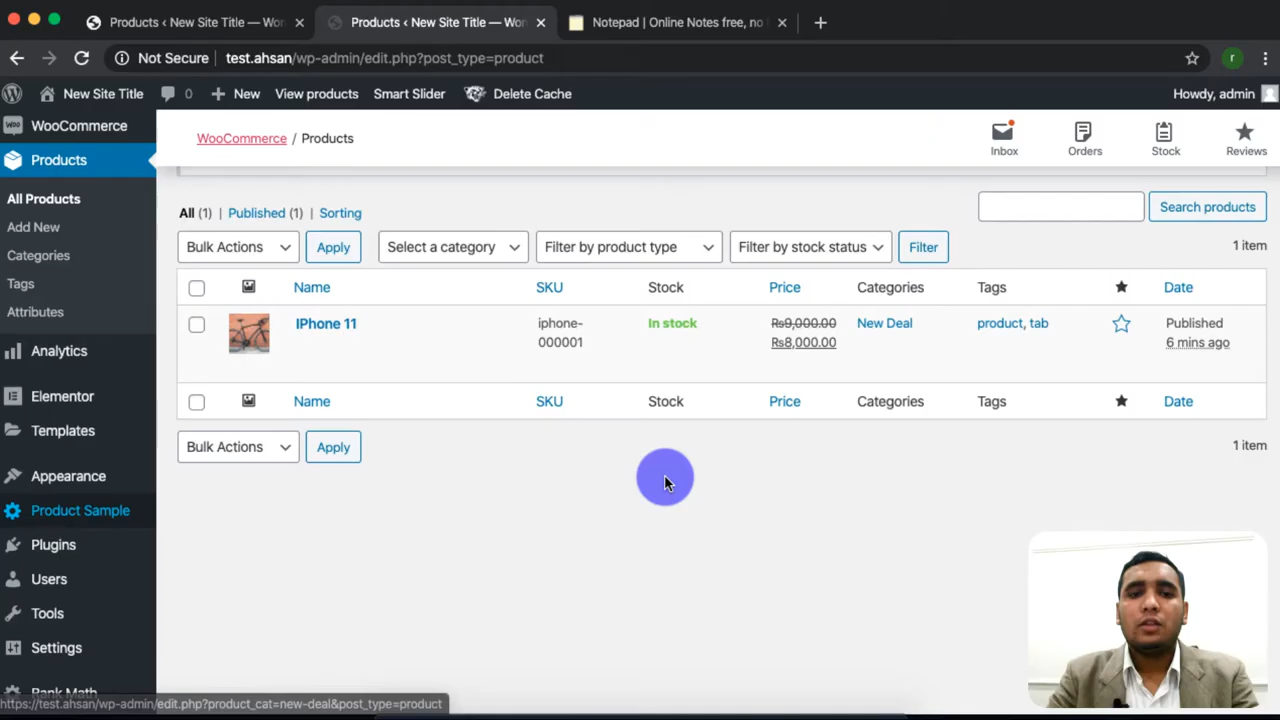 Products ‹ New Site Title — Wor
Products ‹ New Site Title — Wor
Notepad | Online Notes free, no
Not Secure
test.ahsan/wp-admin/edit.php?post_type=product
r
New Site Title
0
New
View products
Smart Slider
Delete Cache
Howdy, admin
WooCommerce
Products
All Products
Add New
Categories
Tags
Attributes
Analytics
Elementor
Templates
Appearance
Product Sample
Plugins
Users
Tools
Settings
Rank Math
WooCommerce / Products
Inbox
Orders
Stock
Reviews
All (1) | Published (1) | Sorting
Search products
Bulk Actions
Apply
Select a category
Filter by product type
Filter by stock status
Filter
1 item
Name SKU Stock Price Categories Tags Date
IPhone 11
iphone-
000001
In stock
₨9,000.00
₨8,000.00
New Deal
product, tab
Published
6 mins ago
Name SKU Stock Price Categories Tags Date
Bulk Actions
Apply
1 item
https://test.ahsan/wp-admin/edit.php?product_cat=new-deal&post_type=product